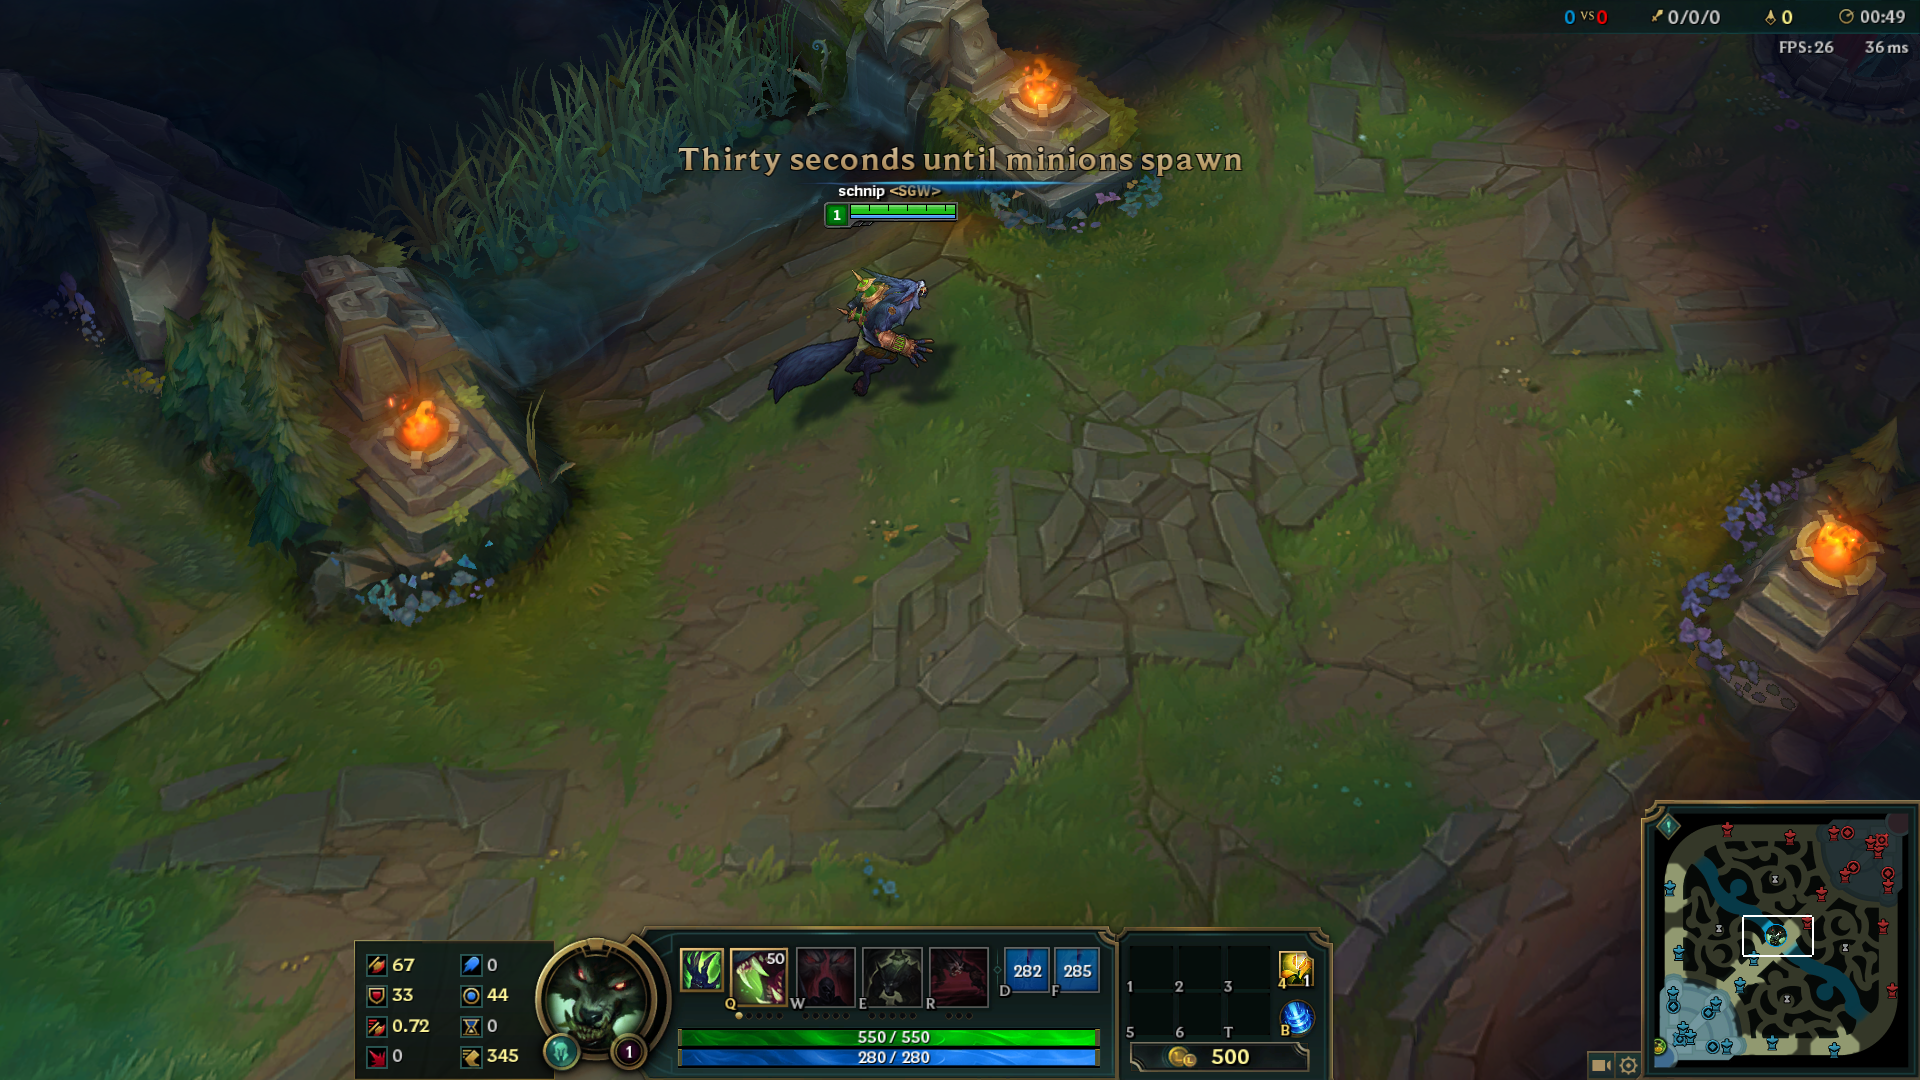 0 vs 0 0/0/0 0 00:49
FPS: 26 36 ms
Thirty seconds until minions spawn
schnip <SGW>
1
67 0
33 44
0.72 0
0 345
1
50
Q W E R
282 285
D F
550 / 550
280 / 280
1 2 3 4 1
5 6 T B
500